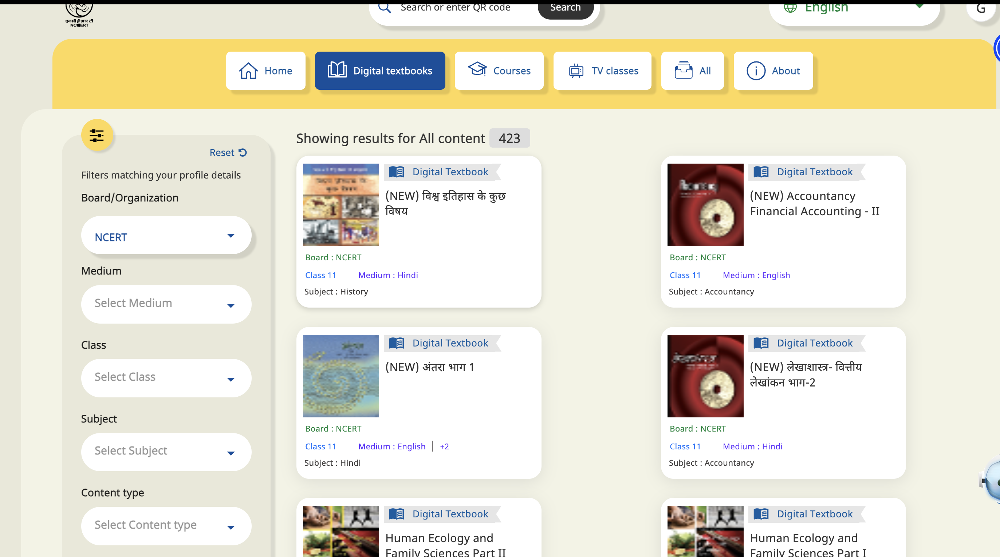 एन सी ई आर टी
NCERT
Search or enter QR code
Search
English
G
Home
Digital textbooks
Courses
TV classes
All
About
Reset
Filters matching your profile details
Board/Organization
NCERT
Medium
Select Medium
Class
Select Class
Subject
Select Subject
Content type
Select Content type
Showing results for All content 423
Digital Textbook
(NEW) विश्व इतिहास के कुछ
विषय
Board : NCERT
Class 11 Medium : Hindi
Subject : History
Digital Textbook
(NEW) Accountancy
Financial Accounting - II
Board : NCERT
Class 11 Medium : English
Subject : Accountancy
Digital Textbook
(NEW) अंतरा भाग 1
Board : NCERT
Class 11 Medium : English | +2
Subject : Hindi
Digital Textbook
(NEW) लेखाशास्त्र- वित्तीय
लेखांकन भाग-2
Board : NCERT
Class 11 Medium : Hindi
Subject : Accountancy
Digital Textbook
Human Ecology and
Family Sciences Part II
Digital Textbook
Human Ecology and
Family Sciences Part I